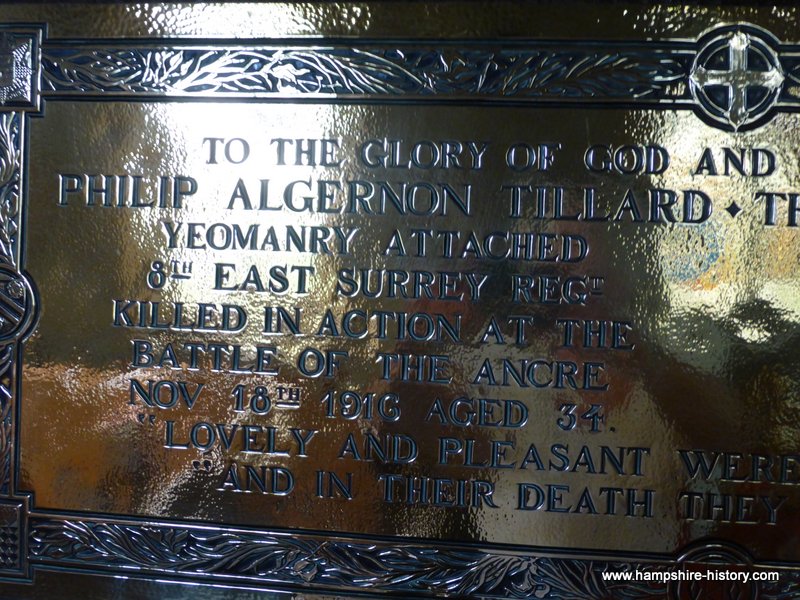 TO THE GLORY OF GOD AND
PHILIP ALGERNON TILLARD ⬩ TH
YEOMANRY ATTACHED
8TH EAST SURREY REGT
KILLED IN ACTION AT THE
BATTLE OF THE ANCRE
NOV 18TH 1916 AGED 34.
"LOVELY AND PLEASANT WERE
"AND IN THEIR DEATH THEY
www.hampshire-history.com